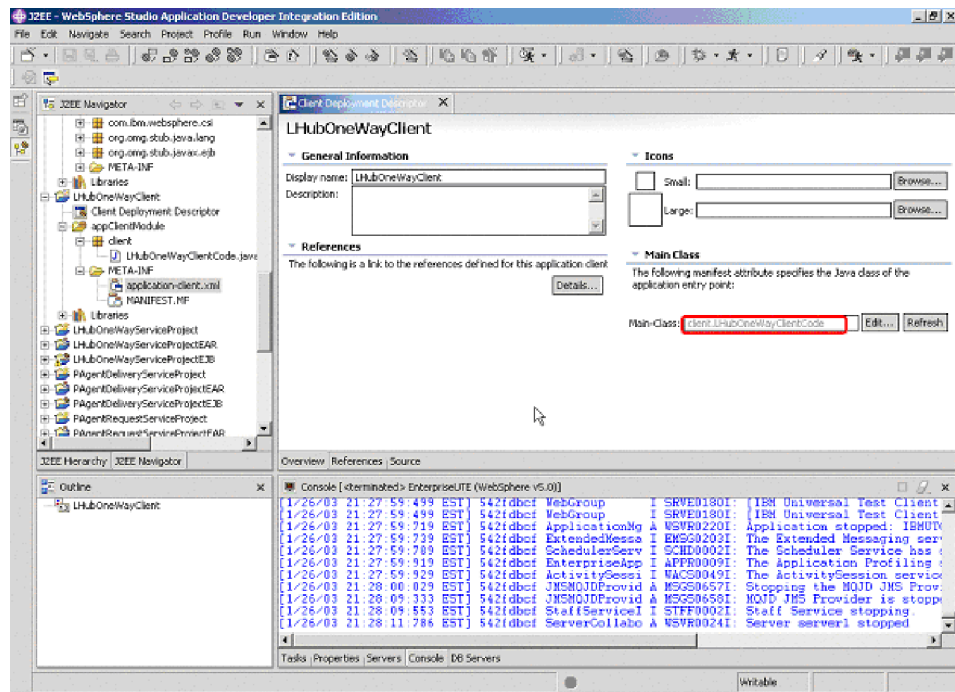 J2EE - WebSphere Studio Application Developer Integration Edition
File Edit Navigate Search Project Profile Run Window Help
J2EE Navigator
com.ibm.websphere.csi
org.omg.stub.java.lang
org.omg.stub.javax.ejb
META-INF
Libraries
LHubOneWayClient
Client Deployment Descriptor
appClientModule
client
LHubOneWayClientCode.java
META-INF
application-client.xml
MANIFEST.MF
Libraries
LHubOneWayServiceProject
LHubOneWayServiceProjectEAR
LHubOneWayServiceProjectEJB
PAgentDeliveryServiceProject
PAgentDeliveryServiceProjectEAR
PAgentDeliveryServiceProjectEJB
PAgentRequestServiceProject
PAgentRequestServiceProjectEAR
J2EE Hierarchy J2EE Navigator
Client Deployment Descriptor
LHubOneWayClient
General Information
Display name: LHubOneWayClient
Description:
References
The following is a link to the references defined for this application client
Details...
Icons
Small: Browse...
Large: Browse...
Main Class
The following manifest attribute specifies the Java class of the
application entry point:
Main-Class: client.LHubOneWayClientCode Edit... Refresh
Overview References Source
Outline
LHubOneWayClient
Console [<terminated> EnterpriseUTE (WebSphere v5.0)]
[1/26/03 21:27:59:499 EST] 542fdbcf WebGroup I SRVE0180I: [IBM Universal Test Client
[1/26/03 21:27:59:499 EST] 542fdbcf WebGroup I SRVE0180I: [IBM Universal Test Client
[1/26/03 21:27:59:719 EST] 542fdbcf ApplicationMg A WSVR0220I: Application stopped: IBMUT
[1/26/03 21:27:59:739 EST] 542fdbcf ExtendedMessa I EMSG0203I: The Extended Messaging ser
[1/26/03 21:27:59:789 EST] 542fdbcf SchedulerServ I SCHD0002I: The Scheduler Service has
[1/26/03 21:27:59:919 EST] 542fdbcf EnterpriseApp I APPR0009I: The Application Profiling
[1/26/03 21:27:59:929 EST] 542fdbcf ActivitySessi I WACS0049I: The ActivitySession service
[1/26/03 21:28:00:029 EST] 542fdbcf JMSMQJDProvid A MSGS0657I: Stopping the MQJD JMS Prov
[1/26/03 21:28:09:333 EST] 542fdbcf JMSMQJDProvid A MSGS0658I: MQJD JMS Provider is stopp
[1/26/03 21:28:09:553 EST] 542fdbcf StaffServiceI I STFF0002I: Staff Service stopping.
[1/26/03 21:28:11:786 EST] 542fdbcf ServerCollabo A WSVR0024I: Server server1 stopped
Tasks Properties Servers Console DB Servers
Writable